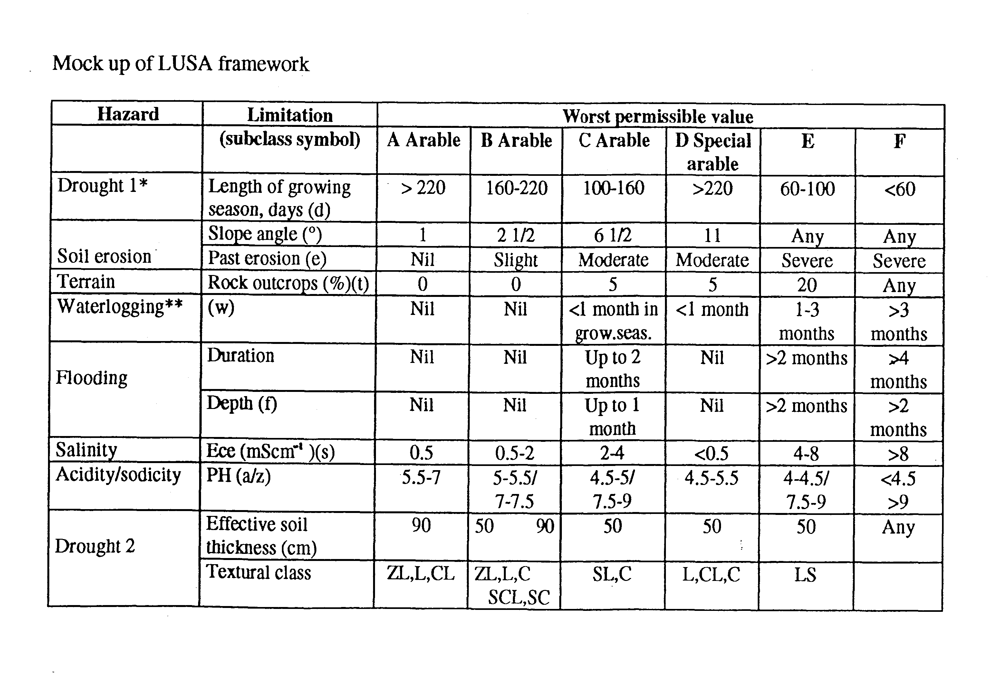 Mock up of LUSA framework
Hazard Limitation Worst permissible value
(subclass symbol) A Arable B Arable C Arable D Special E F
arable
Drought 1* Length of growing > 220 160-220 100-160 >220 60-100 <60
season, days (d)
Slope angle (°) 1 2 1/2 6 1/2 11 Any Any
Soil erosion Past erosion (e) Nil Slight Moderate Moderate Severe Severe
Terrain Rock outcrops (%)(t) 0 0 5 5 20 Any
Waterlogging** (w) Nil Nil <1 month in <1 month 1-3 >3
grow.seas. months months
Duration Nil Nil Up to 2 Nil >2 months >4
Flooding months months
Depth (f) Nil Nil Up to 1 Nil >2 months >2
month months
Salinity Ece (mScm⁻¹ )(s) 0.5 0.5-2 2-4 <0.5 4-8 >8
Acidity/sodicity PH (a/z) 5.5-7 5-5.5/ 4.5-5/ 4.5-5.5 4-4.5/ <4.5
7-7.5 7.5-9 7.5-9 >9
Effective soil 90 50 90 50 50 50 Any
Drought 2 thickness (cm)
Textural class ZL,L,CL ZL,L,C SL,C L,CL,C LS
SCL,SC